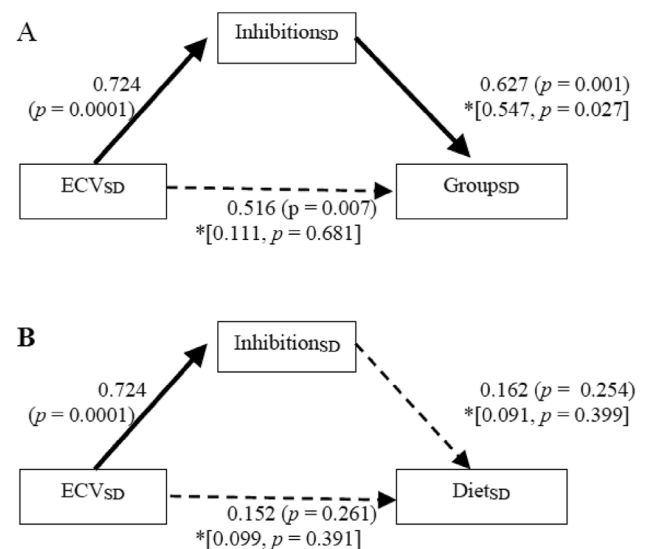 A
InhibitionSD
0.724
(p = 0.0001)
0.627 (p = 0.001)
*[0.547, p = 0.027]
ECVSD
GroupSD
0.516 (p = 0.007)
*[0.111, p = 0.681]
B
InhibitionSD
0.724
(p = 0.0001)
0.162 (p = 0.254)
*[0.091, p = 0.399]
ECVSD
DietSD
0.152 (p = 0.261)
*[0.099, p = 0.391]